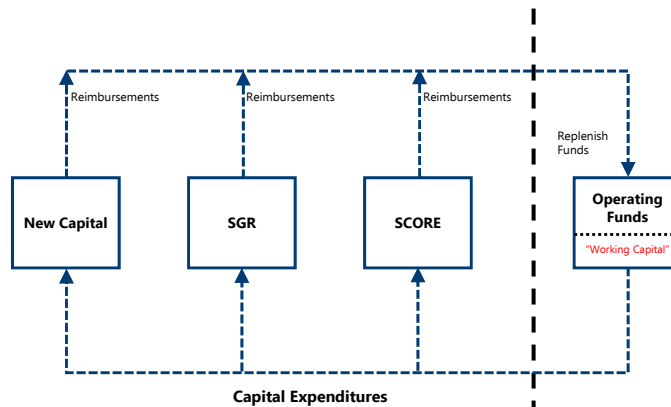 Reimbursements
Reimbursements
Reimbursements
Replenish
Funds
New Capital
SGR
SCORE
Operating
Funds
"Working Capital"
Capital Expenditures